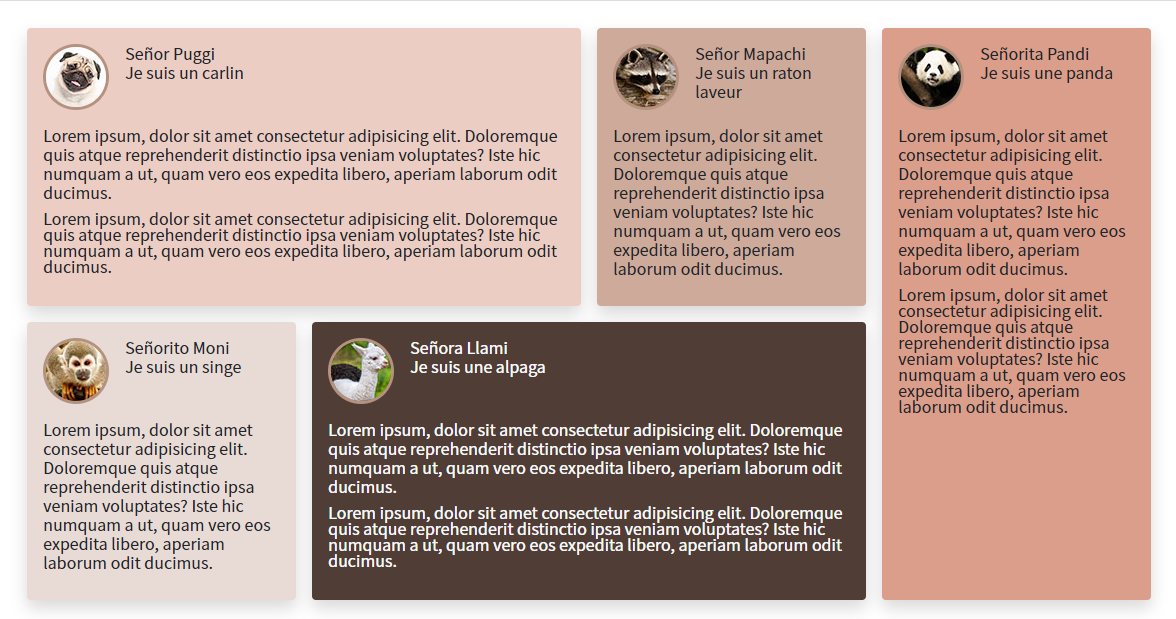 Señor Puggi
Je suis un carlin
Lorem ipsum, dolor sit amet consectetur adipisicing elit. Doloremque
quis atque reprehenderit distinctio ipsa veniam voluptates? Iste hic
numquam a ut, quam vero eos expedita libero, aperiam laborum odit
ducimus.
Lorem ipsum, dolor sit amet consectetur adipisicing elit. Doloremque
quis atque reprehenderit distinctio ipsa veniam voluptates? Iste hic
numquam a ut, quam vero eos expedita libero, aperiam laborum odit
ducimus.
Señor Mapachi
Je suis un raton
laveur
Lorem ipsum, dolor sit amet
consectetur adipisicing elit.
Doloremque quis atque
reprehenderit distinctio ipsa
veniam voluptates? Iste hic
numquam a ut, quam vero eos
expedita libero, aperiam
laborum odit ducimus.
Señorita Pandi
Je suis une panda
Lorem ipsum, dolor sit amet
consectetur adipisicing elit.
Doloremque quis atque
reprehenderit distinctio ipsa
veniam voluptates? Iste hic
numquam a ut, quam vero eos
expedita libero, aperiam
laborum odit ducimus.
Lorem ipsum, dolor sit amet
consectetur adipisicing elit.
Doloremque quis atque
reprehenderit distinctio ipsa
veniam voluptates? Iste hic
numquam a ut, quam vero eos
expedita libero, aperiam
laborum odit ducimus.
Señorito Moni
Je suis un singe
Lorem ipsum, dolor sit amet
consectetur adipisicing elit.
Doloremque quis atque
reprehenderit distinctio ipsa
veniam voluptates? Iste hic
numquam a ut, quam vero eos
expedita libero, aperiam
laborum odit ducimus.
Señora Llami
Je suis une alpaga
Lorem ipsum, dolor sit amet consectetur adipisicing elit. Doloremque
quis atque reprehenderit distinctio ipsa veniam voluptates? Iste hic
numquam a ut, quam vero eos expedita libero, aperiam laborum odit
ducimus.
Lorem ipsum, dolor sit amet consectetur adipisicing elit. Doloremque
quis atque reprehenderit distinctio ipsa veniam voluptates? Iste hic
numquam a ut, quam vero eos expedita libero, aperiam laborum odit
ducimus.